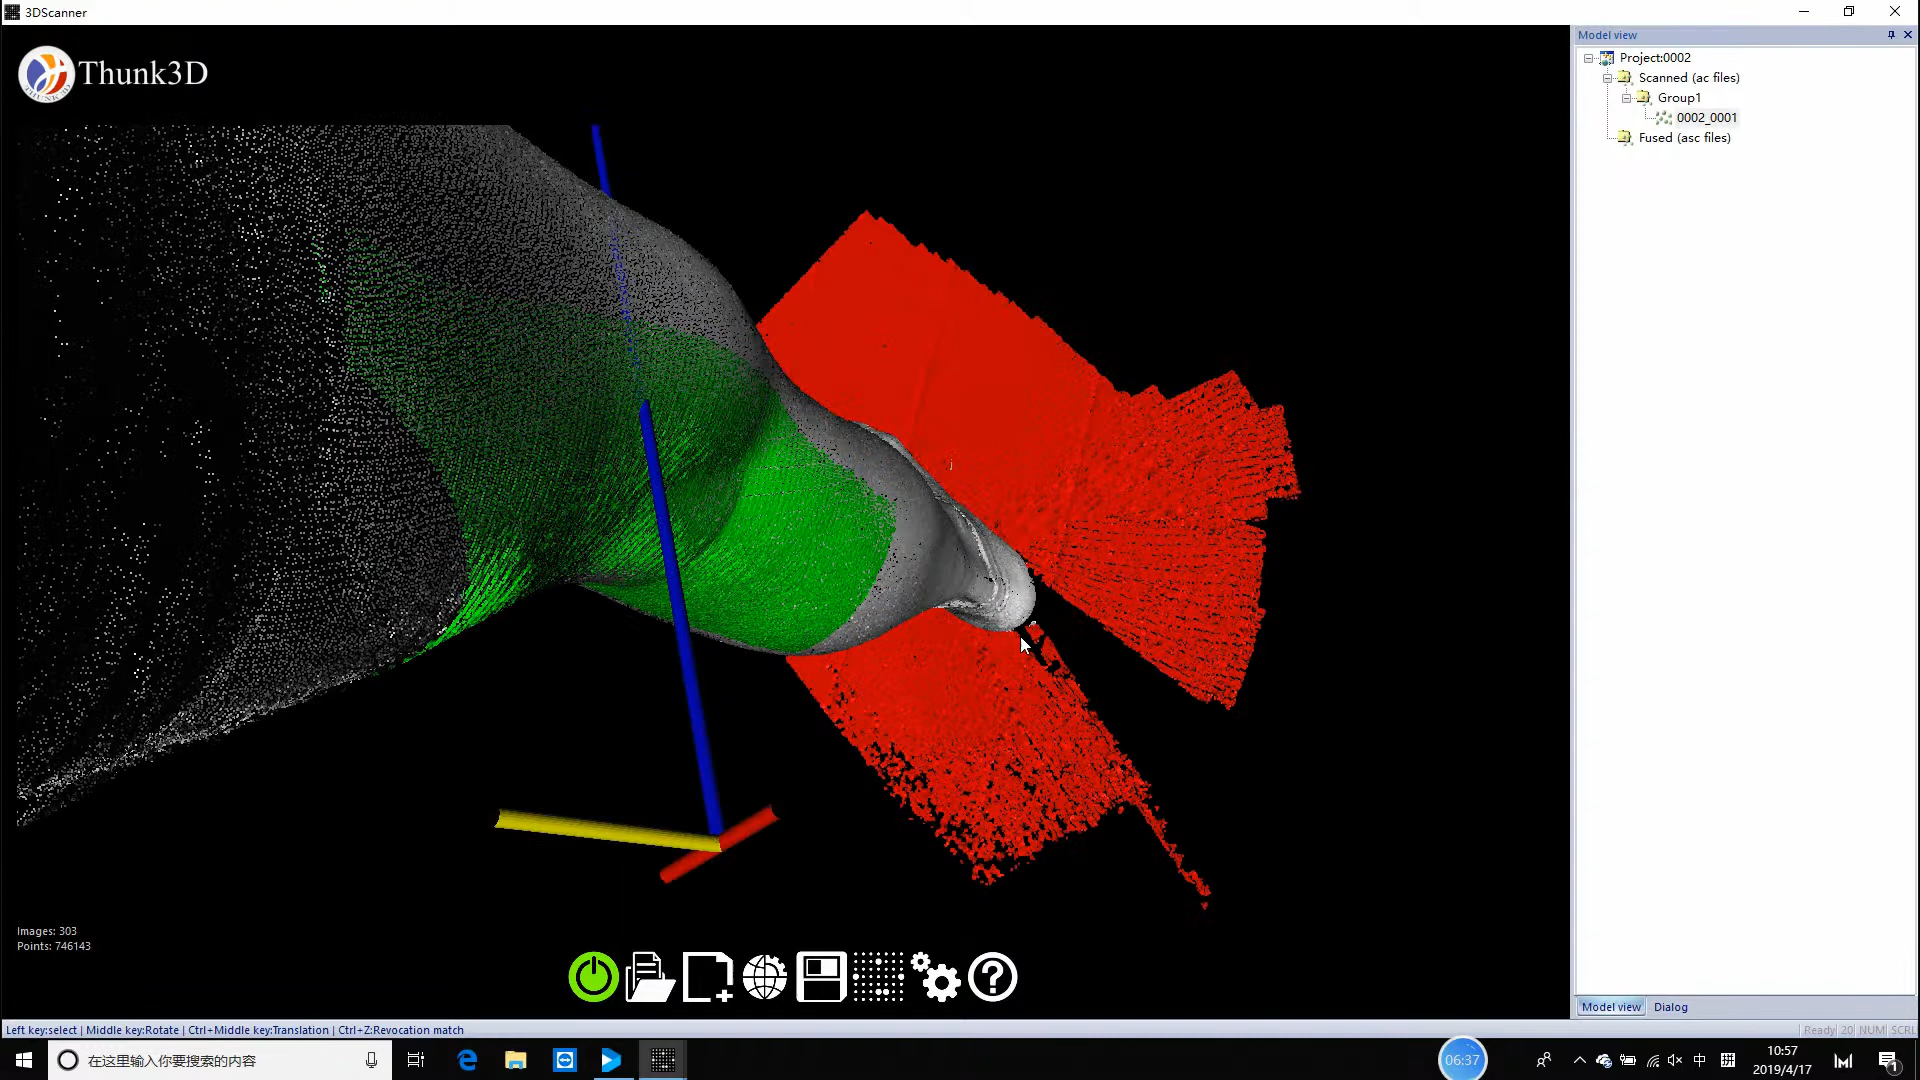 3DScanner
Thunk3D
Model view
Project:0002
Scanned (ac files)
Group1
0002_0001
Fused (asc files)
Images: 303
Points: 746143
Model view
Dialog
Left key:select | Middle key:Rotate | Ctrl+Middle key:Translation | Ctrl+Z:Revocation match
Ready 20 NUM SCRL
在这里输入你要搜索的内容
06:37
中
拼
10:57
2019/4/17
1